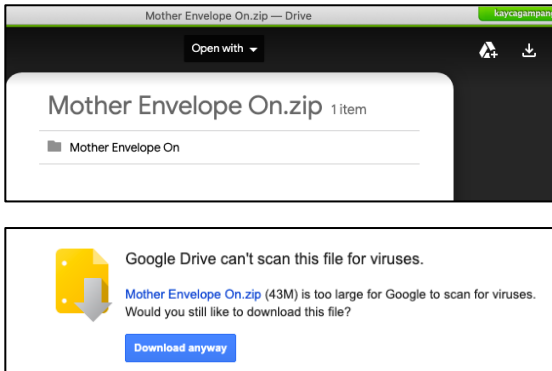 Mother Envelope On.zip — Drive
kaycagampang
Open with
Mother Envelope On.zip 1 item
Mother Envelope On
Google Drive can't scan this file for viruses.
Mother Envelope On.zip (43M) is too large for Google to scan for viruses.
Would you still like to download this file?
Download anyway